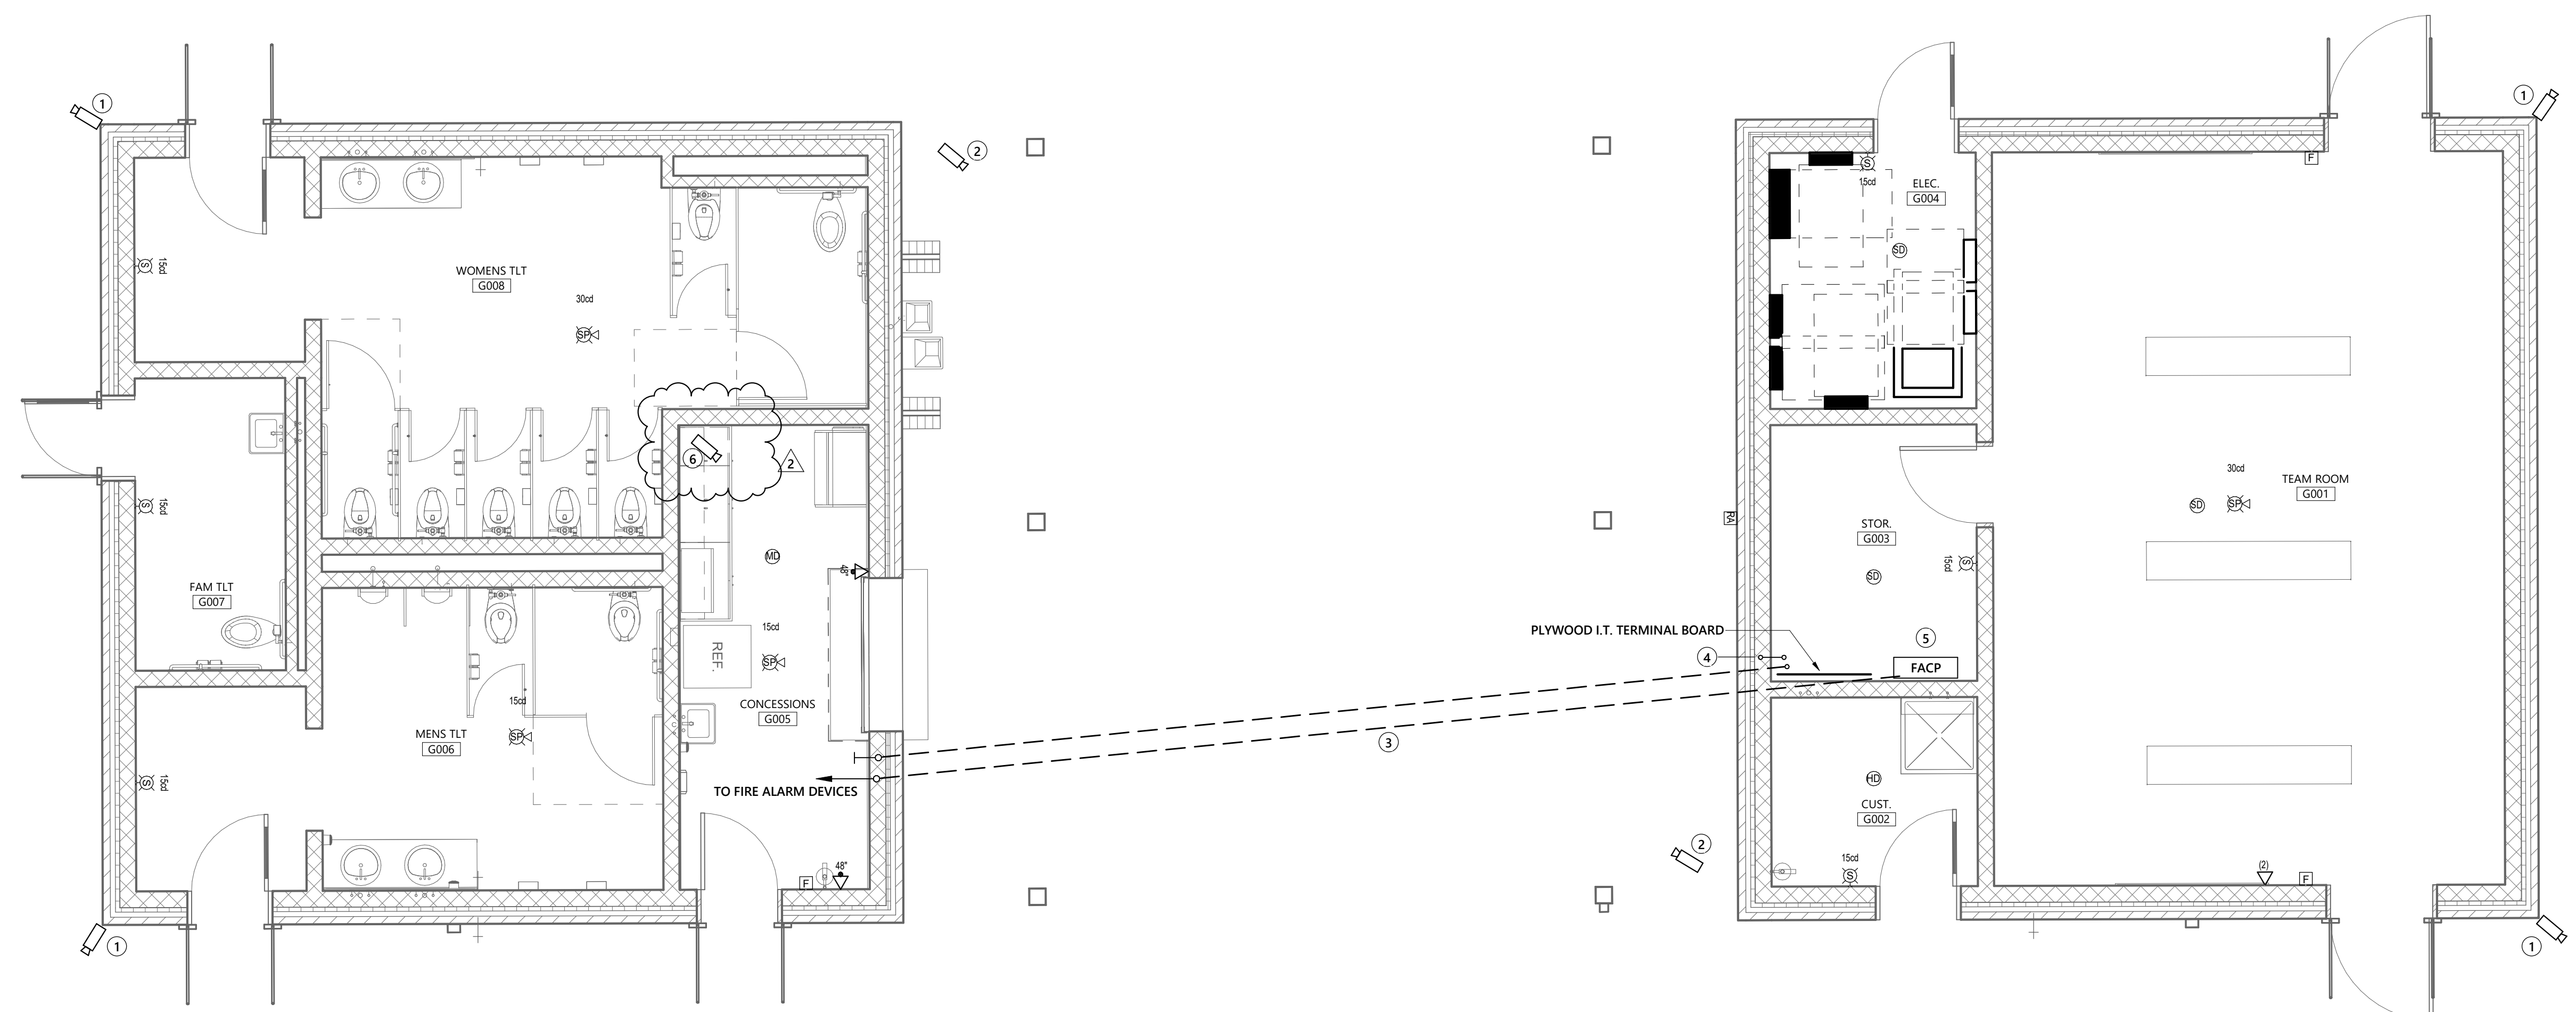 1
2
1
F
15cd
ELEC.
G004
SD
15cd
WOMENS TLT
G008
30cd
SP
S
6
2
30cd
TEAM ROOM
G001
SD
SP
15cd
S
RA
STOR.
G003
15cd
S
SD
MD
48"
FAM TLT
G007
15cd
SP
REF.
PLYWOOD I.T. TERMINAL BOARD
5
4
FACP
CONCESSIONS
G005
15cd
SP
MENS TLT
G006
3
15cd
S
TO FIRE ALARM DEVICES
HD
CUST.
G002
2
15cd
S
48"
F
(2)
F
1
1